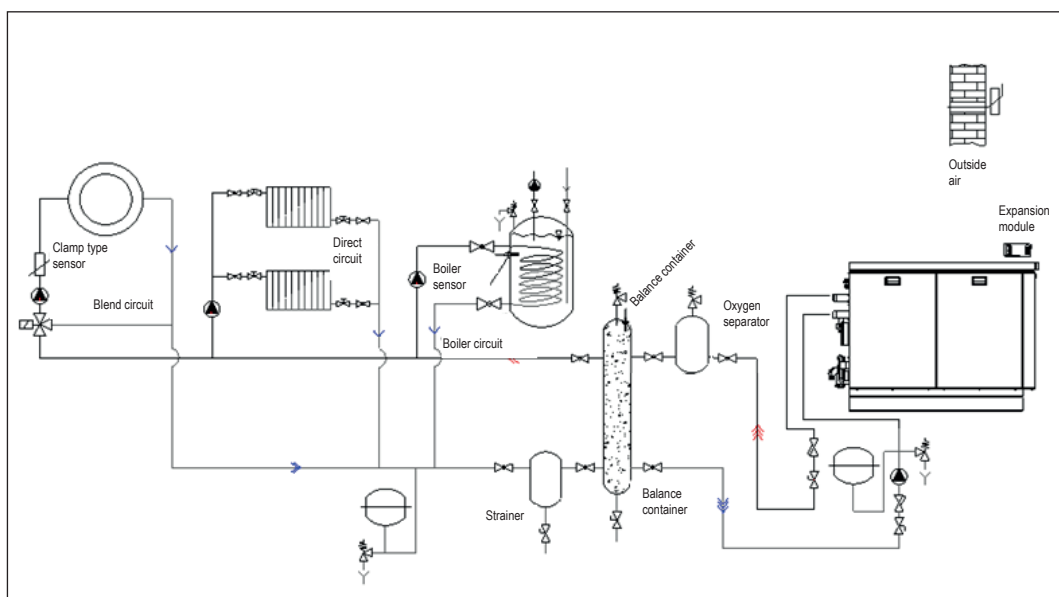 Outside
air
Expansion
module
Clamp type
sensor
Direct
circuit
Boiler
sensor
Balance container
Oxygen
separator
Blend circuit
Boiler circuit
Strainer
Balance
container